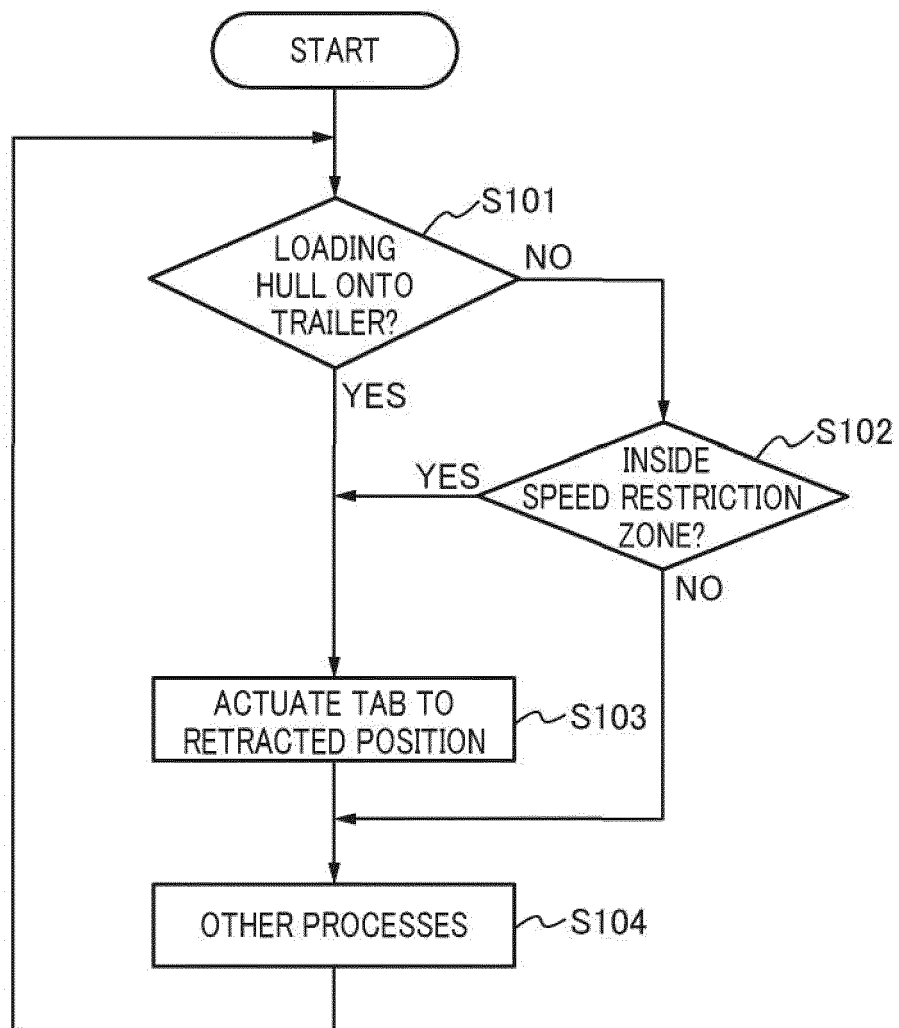 START
S101
LOADING
HULL ONTO
TRAILER?
NO
YES
S102
INSIDE
SPEED RESTRICTION
ZONE?
YES
NO
ACTUATE TAB TO
RETRACTED POSITION
S103
OTHER PROCESSES
S104